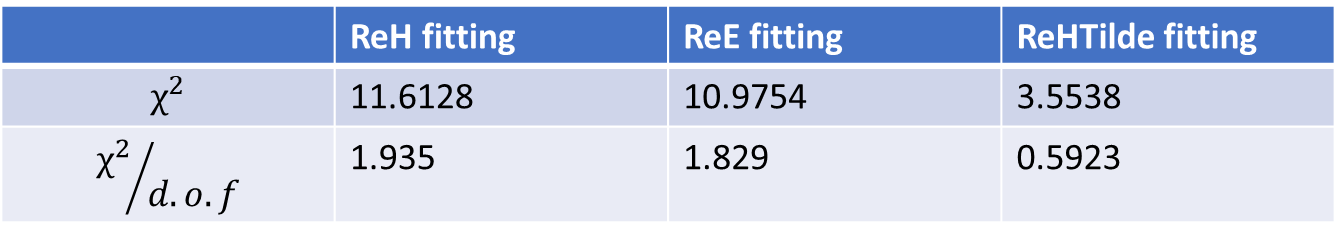 ReH fitting ReE fitting ReHTilde fitting
χ² 11.6128 10.9754 3.5538
χ²/d.o.f 1.935 1.829 0.5923